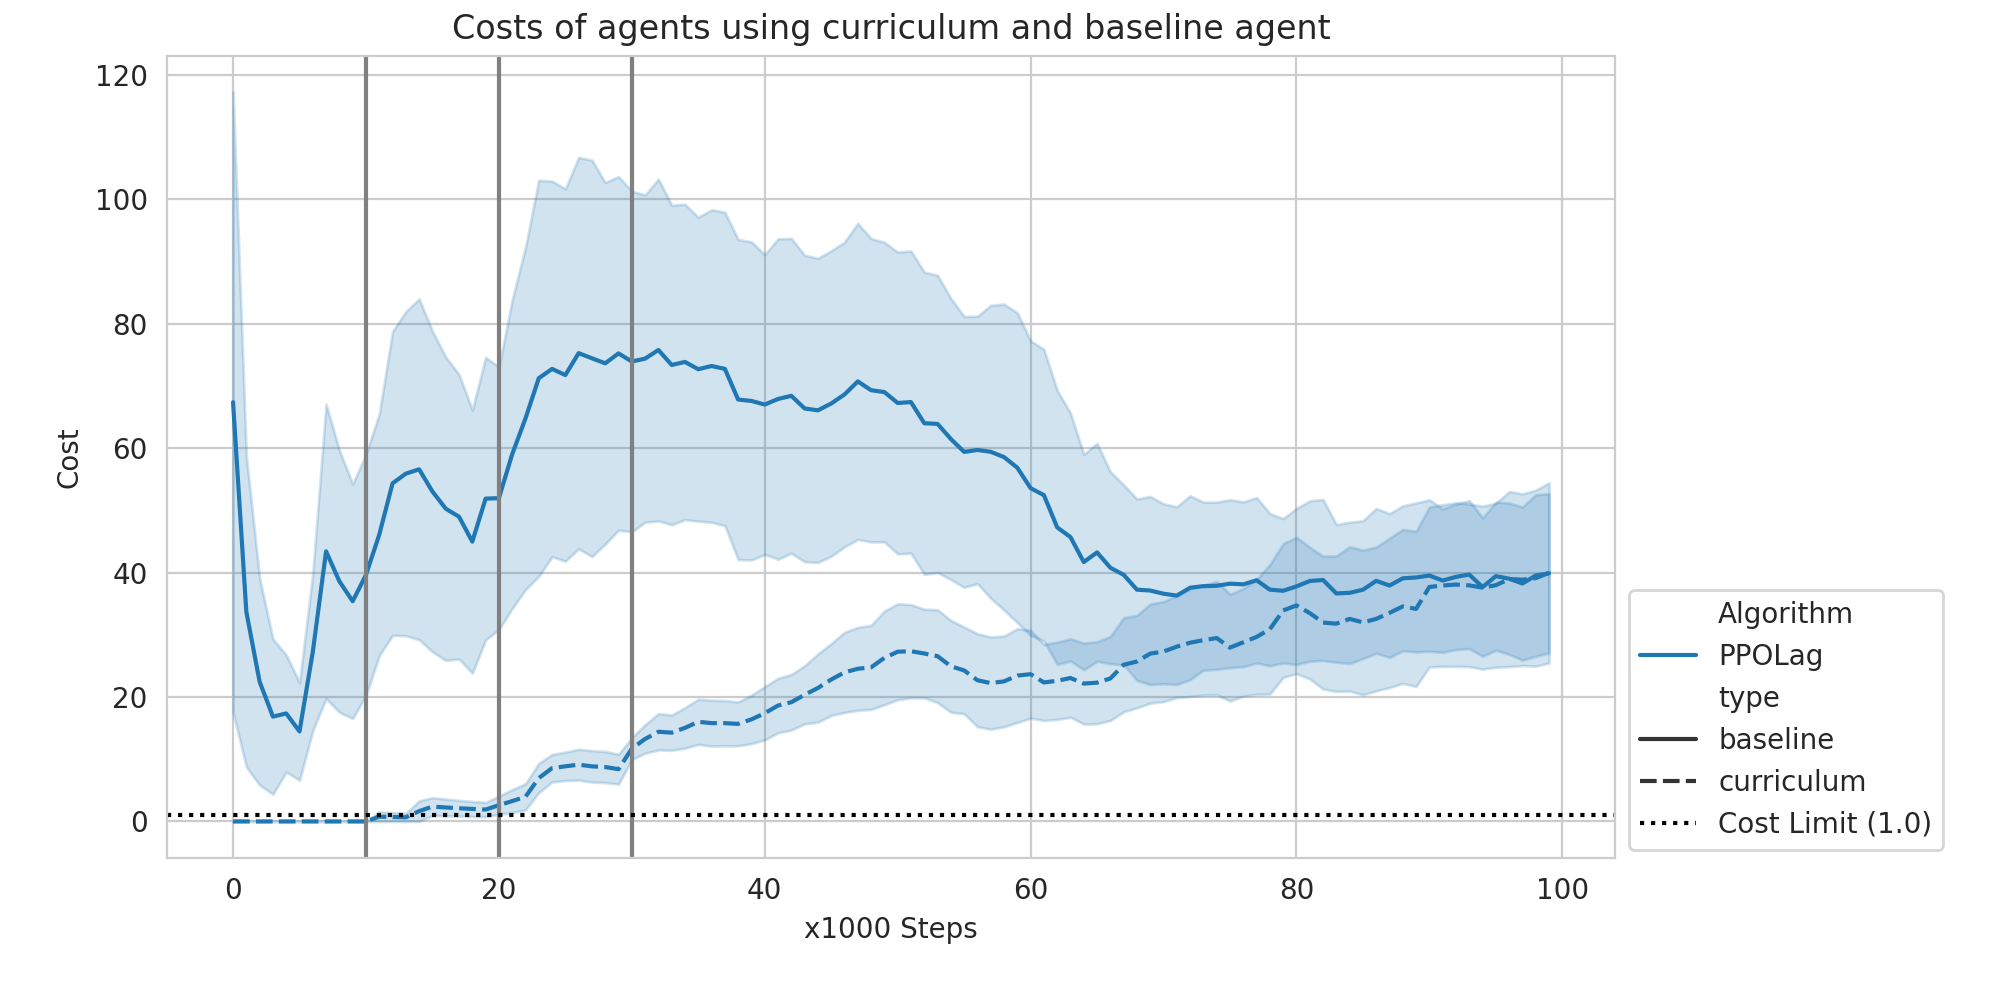 Costs of agents using curriculum and baseline agent
120
100
80
60
40
20
0
Cost
0 20 40 60 80 100
x1000 Steps
Algorithm
PPOLag
type
baseline
curriculum
Cost Limit (1.0)